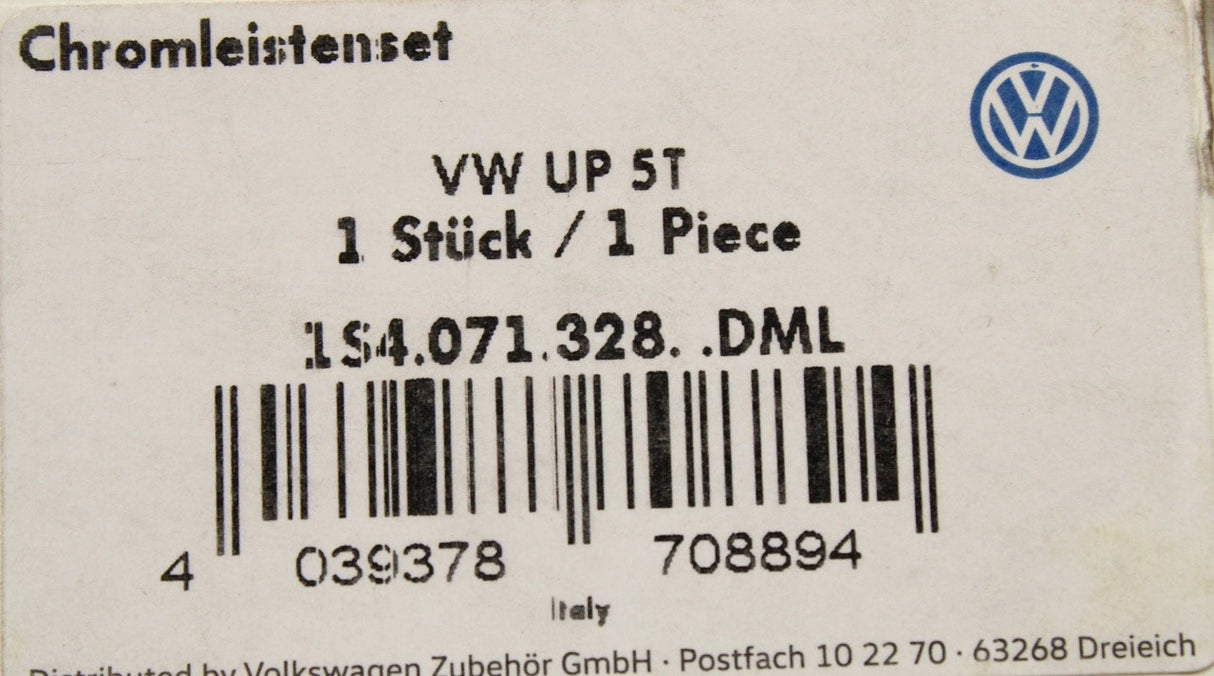 Chromleistenset
VW UP 5T
1 Stück / 1 Piece
1S4.071.328. .DML
4 039378 708894
Italy
Distributed by Volkswagen Zubehör GmbH · Postfach 10 22 70 · 63268 Dreieich